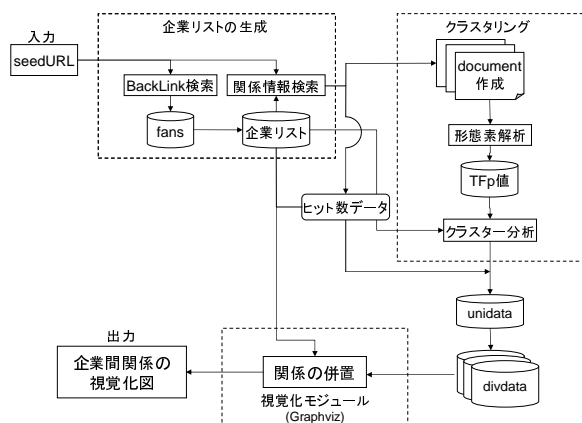 企業リストの生成
入力
seedURL
BackLink検索
関係情報検索
fans
企業リスト
クラスタリング
document
作成
形態素解析
TFp値
クラスター分析
ヒット数データ
unidata
divdata
関係の併置
視覚化モジュール
(Graphviz)
出力
企業間関係の
視覚化図